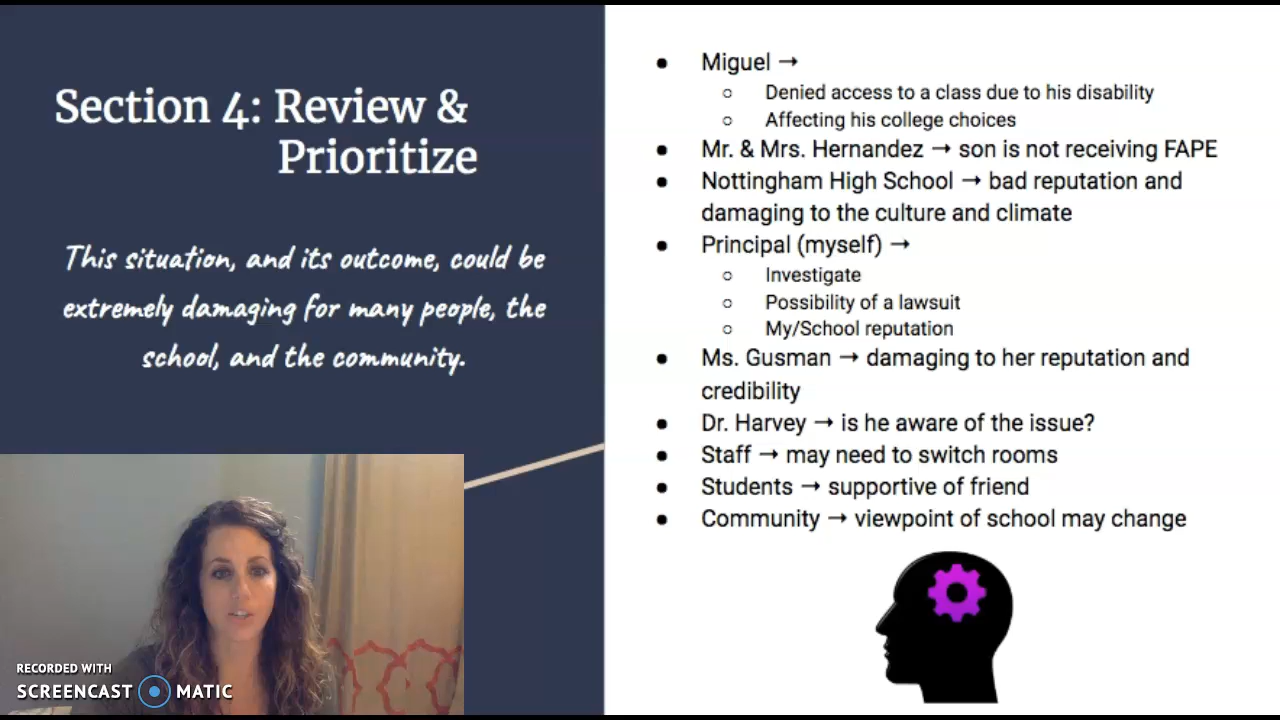 Section 4: Review &
Prioritize
This situation, and its outcome, could be
extremely damaging for many people, the
school, and the community.
● Miguel →
○ Denied access to a class due to his disability
○ Affecting his college choices
● Mr. & Mrs. Hernandez → son is not receiving FAPE
● Nottingham High School → bad reputation and
damaging to the culture and climate
● Principal (myself) →
○ Investigate
○ Possibility of a lawsuit
○ My/School reputation
● Ms. Gusman → damaging to her reputation and
credibility
● Dr. Harvey → is he aware of the issue?
● Staff → may need to switch rooms
● Students → supportive of friend
● Community → viewpoint of school may change
RECORDED WITH
SCREENCAST MATIC